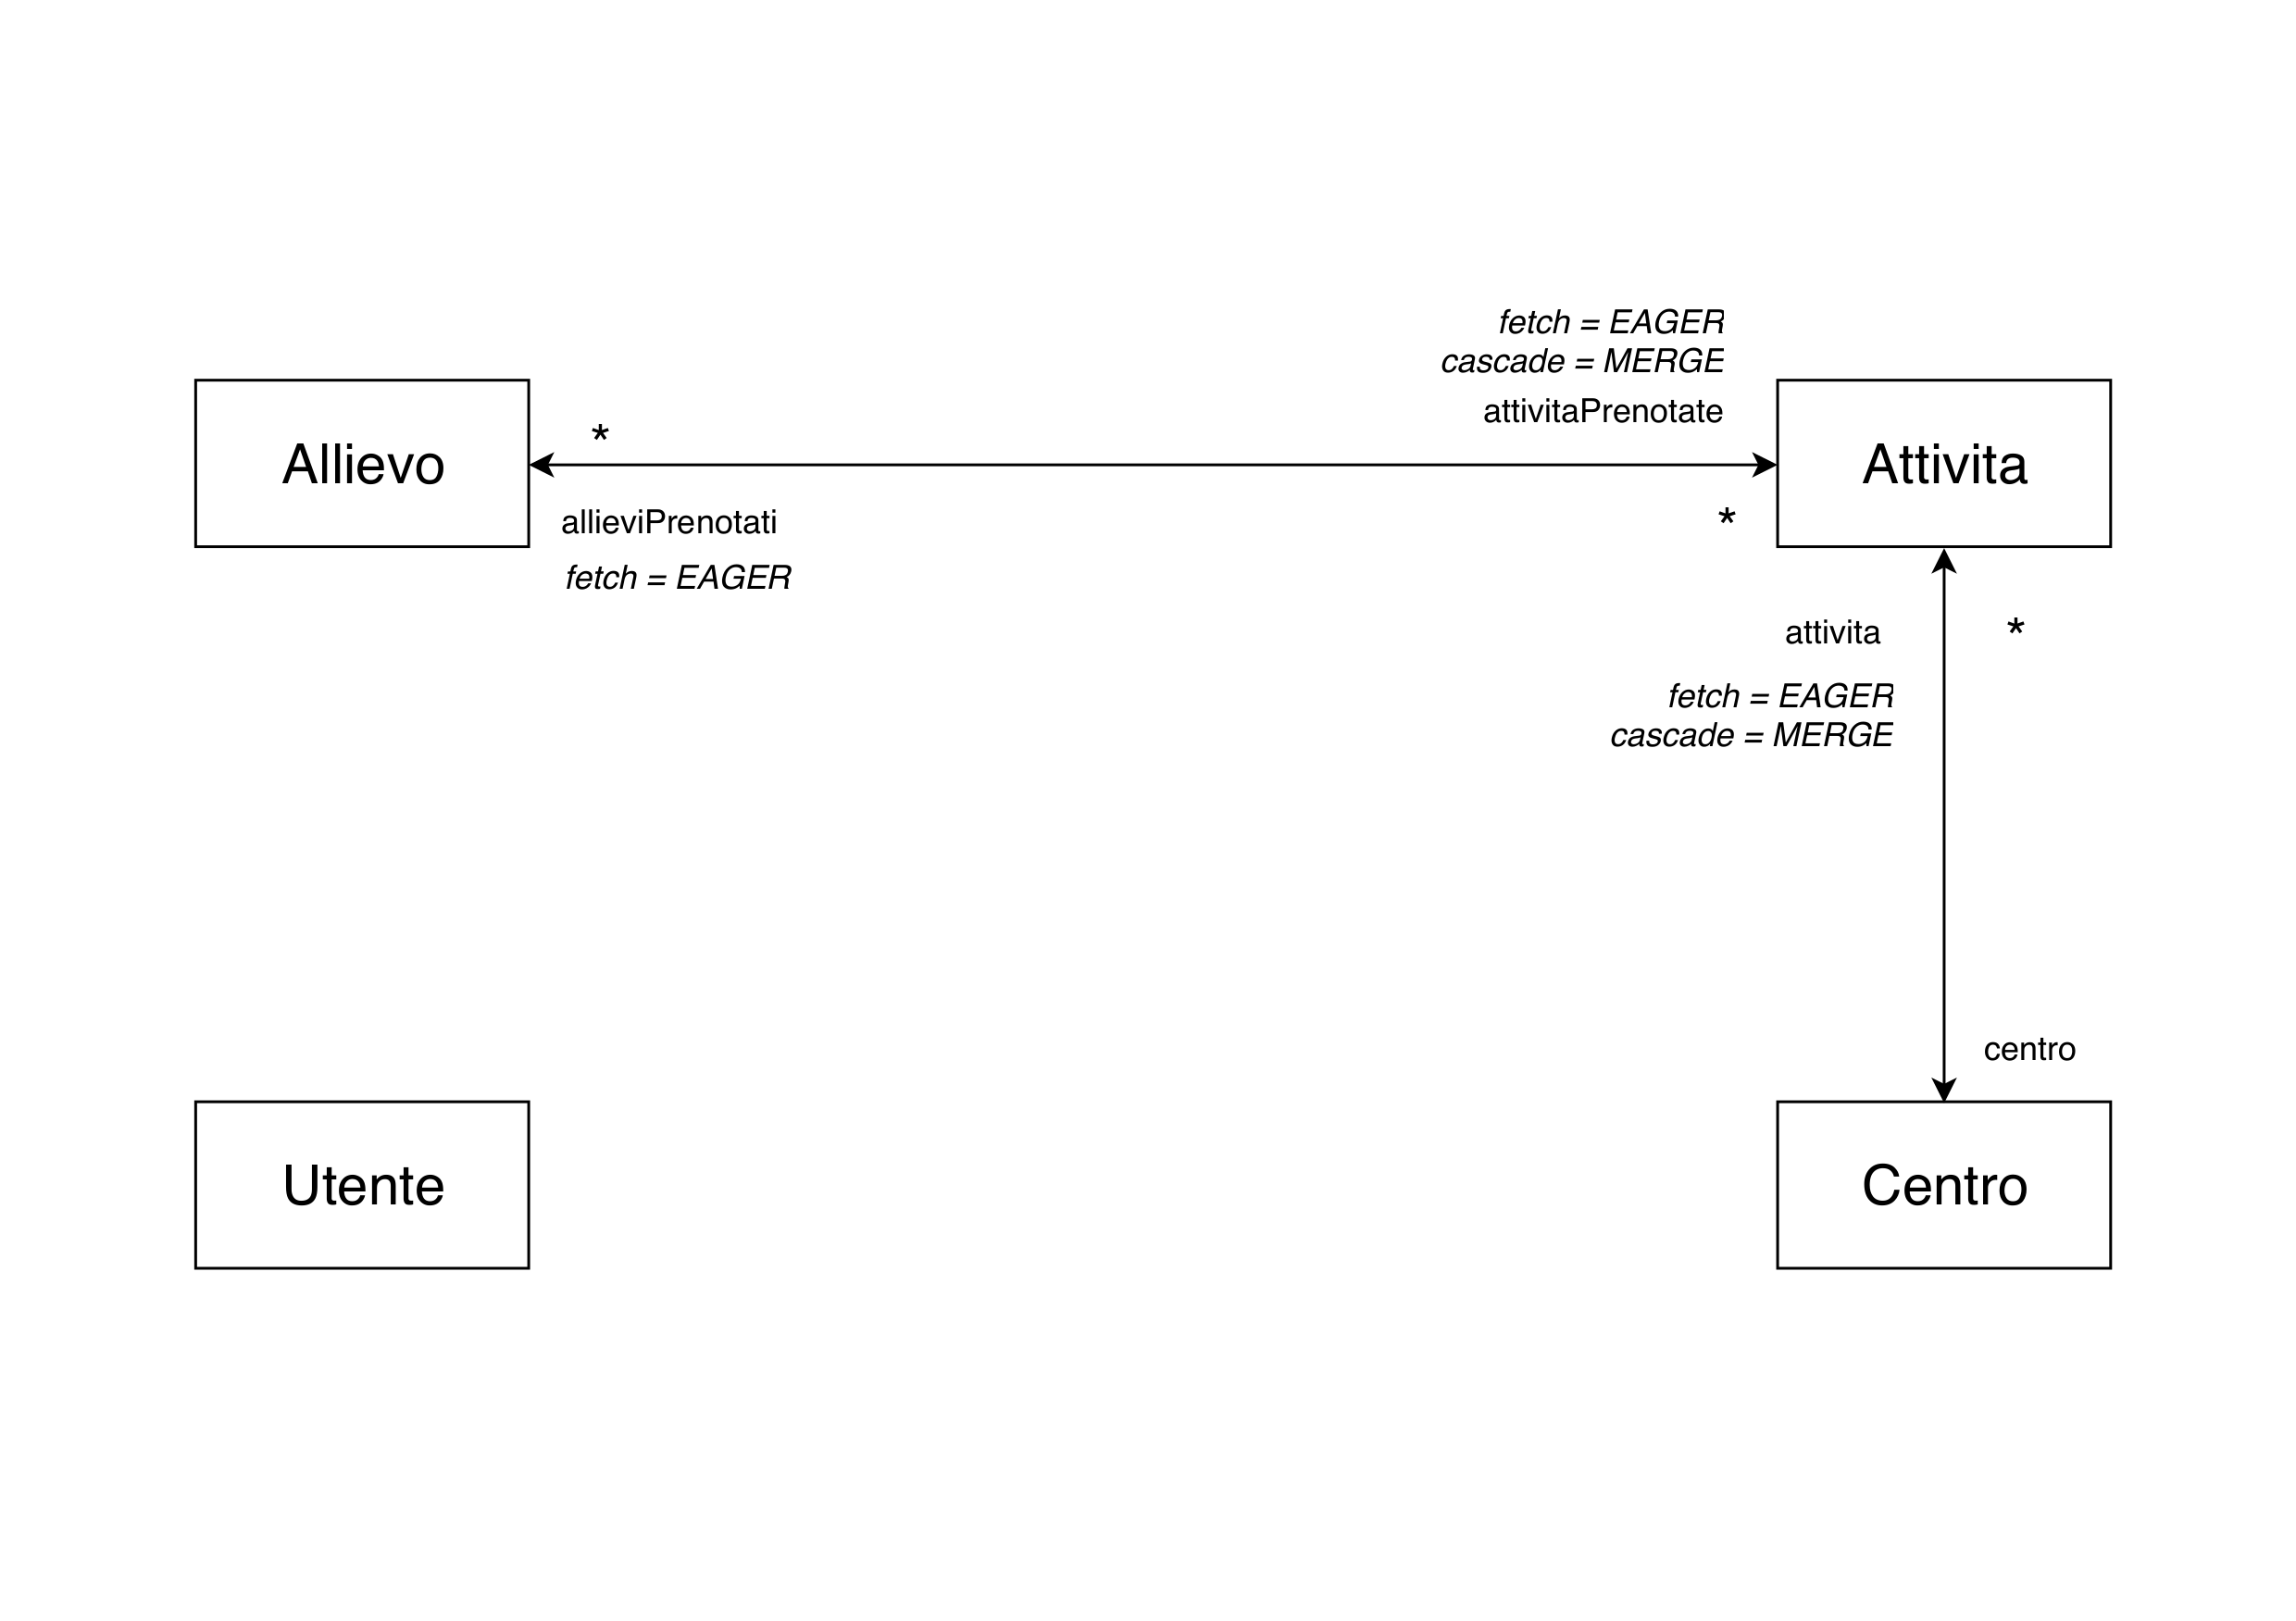 fetch = EAGER
cascade = MERGE
attivitaPrenotate
*
Allievo
Attivita
allieviPrenotati
*
fetch = EAGER
attivita
*
fetch = EAGER
cascade = MERGE
centro
Utente
Centro